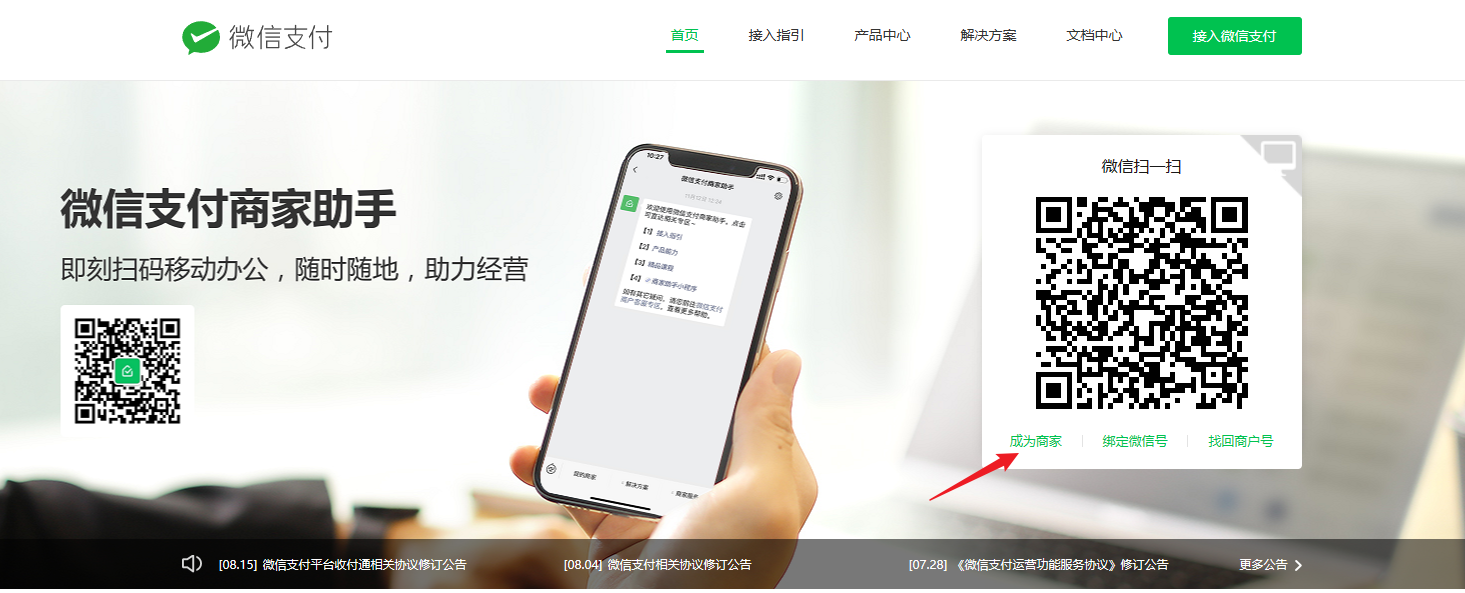 微信支付
首页
接入指引
产品中心
解决方案
文档中心
接入微信支付
微信支付商家助手
即刻扫码移动办公，随时随地，助力经营
10:27
微信支付商家助手
欢迎使用微信支付商家助手，点击
可直达相关专区~
【1】接入指引
【2】产品能力
【3】精品课程
【4】商家助手小程序
如有其它疑问，请您前往微信支付
商户客服专区，查看更多帮助。
我的商家
解决方案
商家服务
微信扫一扫
成为商家
绑定微信号
找回商户号
[08.15] 微信支付平台收付通相关协议修订公告
[08.04] 微信支付相关协议修订公告
[07.28] 《微信支付运营功能服务协议》修订公告
更多公告